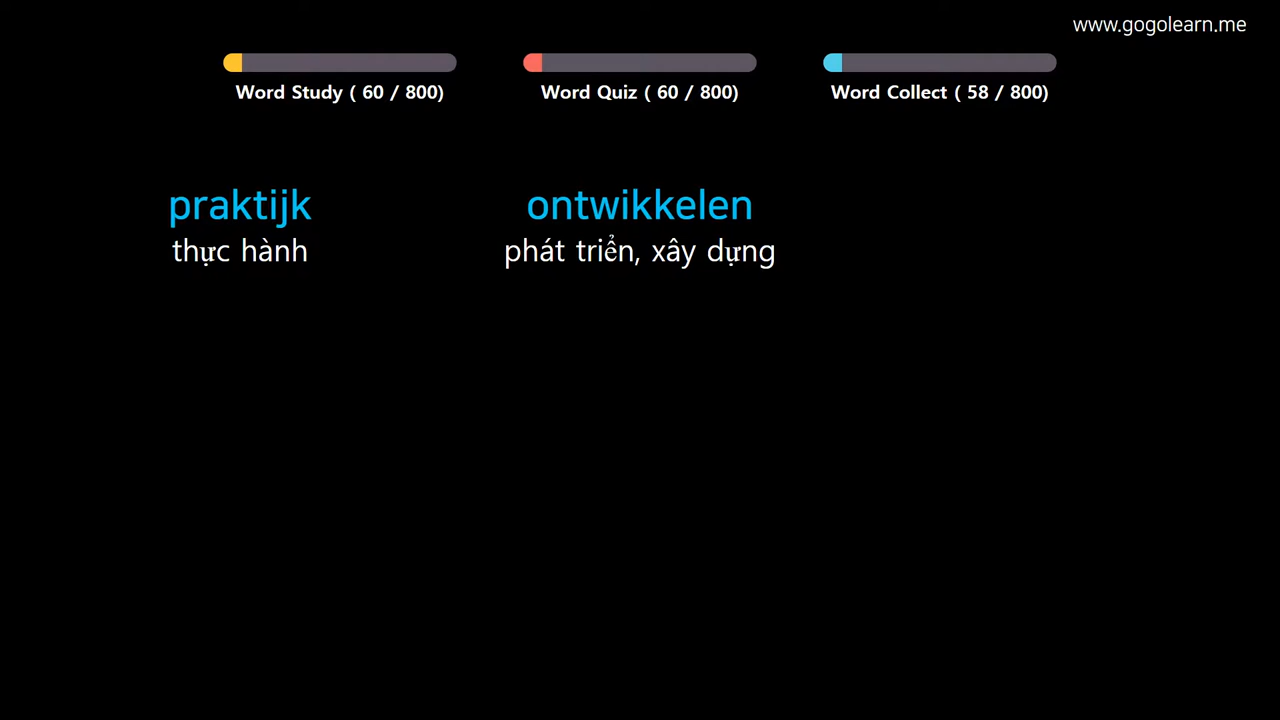 www.gogolearn.me
Word Study ( 60 / 800)
Word Quiz ( 60 / 800)
Word Collect ( 58 / 800)
praktijk
thực hành
ontwikkelen
phát triển, xây dựng